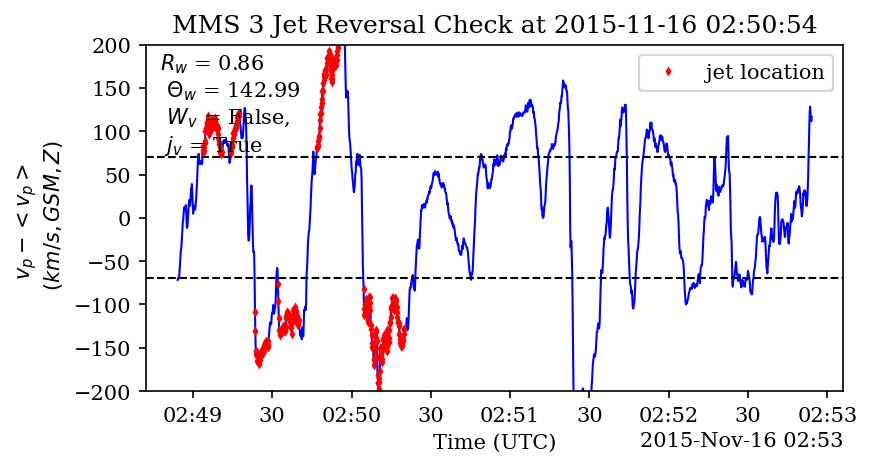 MMS 3 Jet Reversal Check at 2015-11-16 02:50:54
R_w = 0.86
Θ_w = 142.99
W_v = False,
j_v = True
jet location
200
150
100
50
0
−50
−100
−150
−200
v_p − < v_p >
(km/s, GSM, Z)
02:49 30 02:50 30 02:51 30 02:52 30 02:53
Time (UTC)
2015-Nov-16 02:53